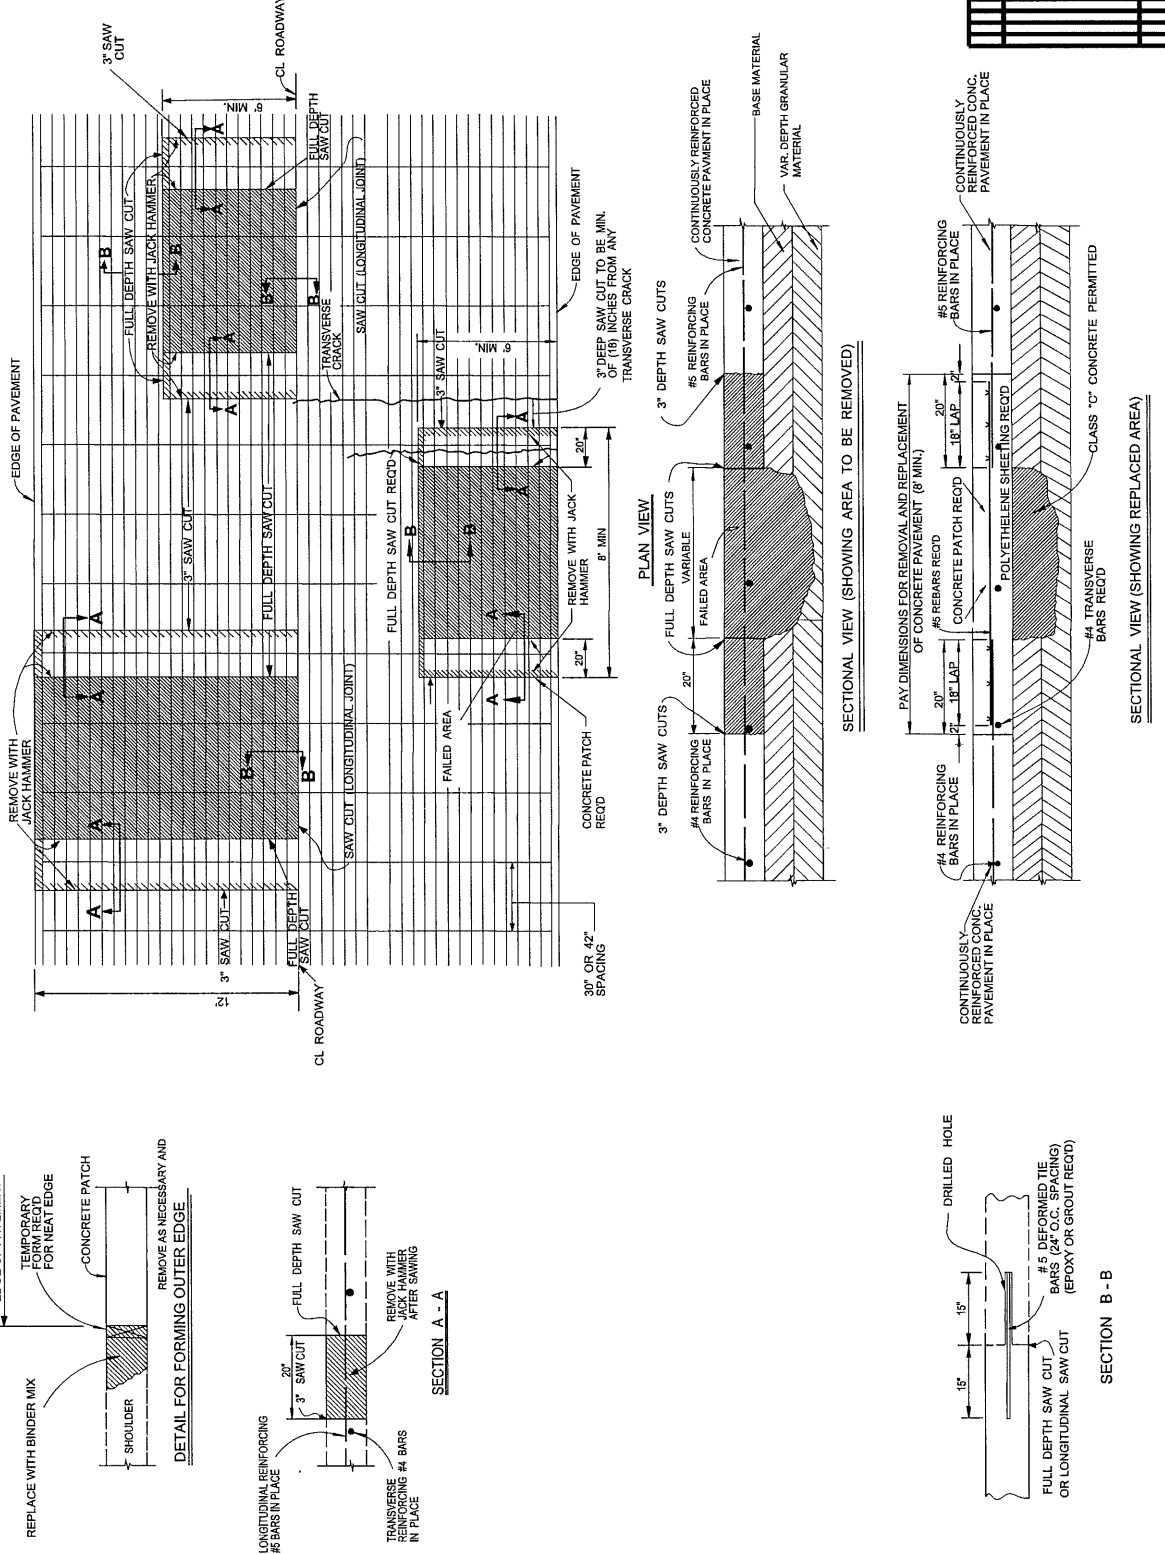 3" SAW
CUT
CL ROADWAY
6' MIN.
FULL DEPTH SAW CUT
REMOVE WITH JACK HAMMER
A
A
A
A
B
B
B
B
FULL DEPTH
SAW CUT
SAW CUT (LONGITUDINAL JOINT)
TRANSVERSE
CRACK
EDGE OF PAVEMENT
3" SAW CUT
FULL DEPTH SAW CUT
EDGE OF PAVEMENT
3" DEEP SAW CUT TO BE MIN.
OF (18) INCHES FROM ANY
TRANSVERSE CRACK
6' MIN.
3" SAW CUT
FULL DEPTH SAW CUT REQ'D
20"
8' MIN
20"
REMOVE WITH JACK
HAMMER
A
A
A
A
B
B
FAILED AREA
CONCRETE PATCH
REQ'D
REMOVE WITH
JACK HAMMER
A
A
A
A
B
B
SAW CUT (LONGITUDINAL JOINT)
3" SAW CUT
FULL DEPTH
SAW CUT
12'
CL ROADWAY
30" OR 42"
SPACING
PLAN VIEW
CONTINUOUSLY REINFORCED
CONCRETE PAVMENT IN PLACE
BASE MATERIAL
VAR. DEPTH GRANULAR
MATERIAL
3" DEPTH SAW CUTS
#5 REINFORCING
BARS IN PLACE
FULL DEPTH SAW CUTS
VARIABLE
FAILED AREA
20"
3" DEPTH SAW CUTS
#4 REINFORCING
BARS IN PLACE
SECTIONAL VIEW (SHOWING AREA TO BE REMOVED)
CONTINUOUSLY
REINFORCED CONC.
PAVEMENT IN PLACE
#5 REINFORCING
BARS IN PLACE
PAY DIMENSIONS FOR REMOVAL AND REPLACEMENT
OF CONCRETE PAVEMENT (8' MIN.)
20"
18" LAP
2"
#5 REBARS REQ'D
CONCRETE PATCH REQ'D
POLYETHELENE SHEETING REQ'D
20"
18" LAP
2"
CLASS "C" CONCRETE PERMITTED
#4 TRANSVERSE
BARS REQ'D
#4 REINFORCING
BARS IN PLACE
CONTINUOUSLY
REINFORCED CONC.
PAVEMENT IN PLACE
SECTIONAL VIEW (SHOWING REPLACED AREA)
TEMPORARY
FORM REQ'D
FOR NEAT EDGE
CONCRETE PATCH
REPLACE WITH BINDER MIX
SHOULDER
REMOVE AS NECESSARY AND
DETAIL FOR FORMING OUTER EDGE
FULL DEPTH SAW CUT
20"
3" SAW CUT
REMOVE WITH
JACK HAMMER
AFTER SAWING
LONGITUDINAL REINFORCING
#5 BARS IN PLACE
TRANSVERSE
REINFORCING #4 BARS
IN PLACE
SECTION A - A
DRILLED HOLE
15"
15"
#5 DEFORMED TIE
BARS (24" O.C. SPACING)
(EPOXY OR GROUT REQ'D)
FULL DEPTH SAW CUT
OR LONGITUDINAL SAW CUT
SECTION B - B